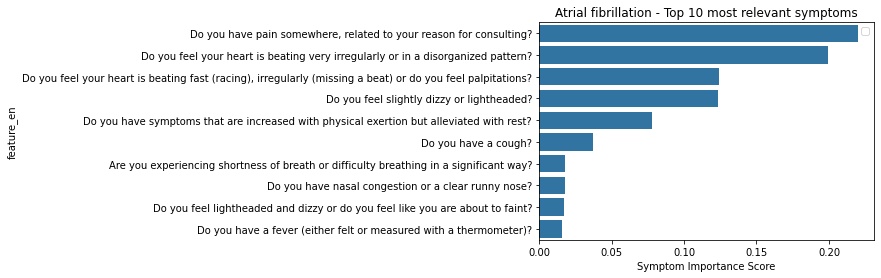 Atrial fibrillation - Top 10 most relevant symptoms
feature_en
Do you have pain somewhere, related to your reason for consulting?
Do you feel your heart is beating very irregularly or in a disorganized pattern?
Do you feel your heart is beating fast (racing), irregularly (missing a beat) or do you feel palpitations?
Do you feel slightly dizzy or lightheaded?
Do you have symptoms that are increased with physical exertion but alleviated with rest?
Do you have a cough?
Are you experiencing shortness of breath or difficulty breathing in a significant way?
Do you have nasal congestion or a clear runny nose?
Do you feel lightheaded and dizzy or do you feel like you are about to faint?
Do you have a fever (either felt or measured with a thermometer)?
0.00 0.05 0.10 0.15 0.20
Symptom Importance Score